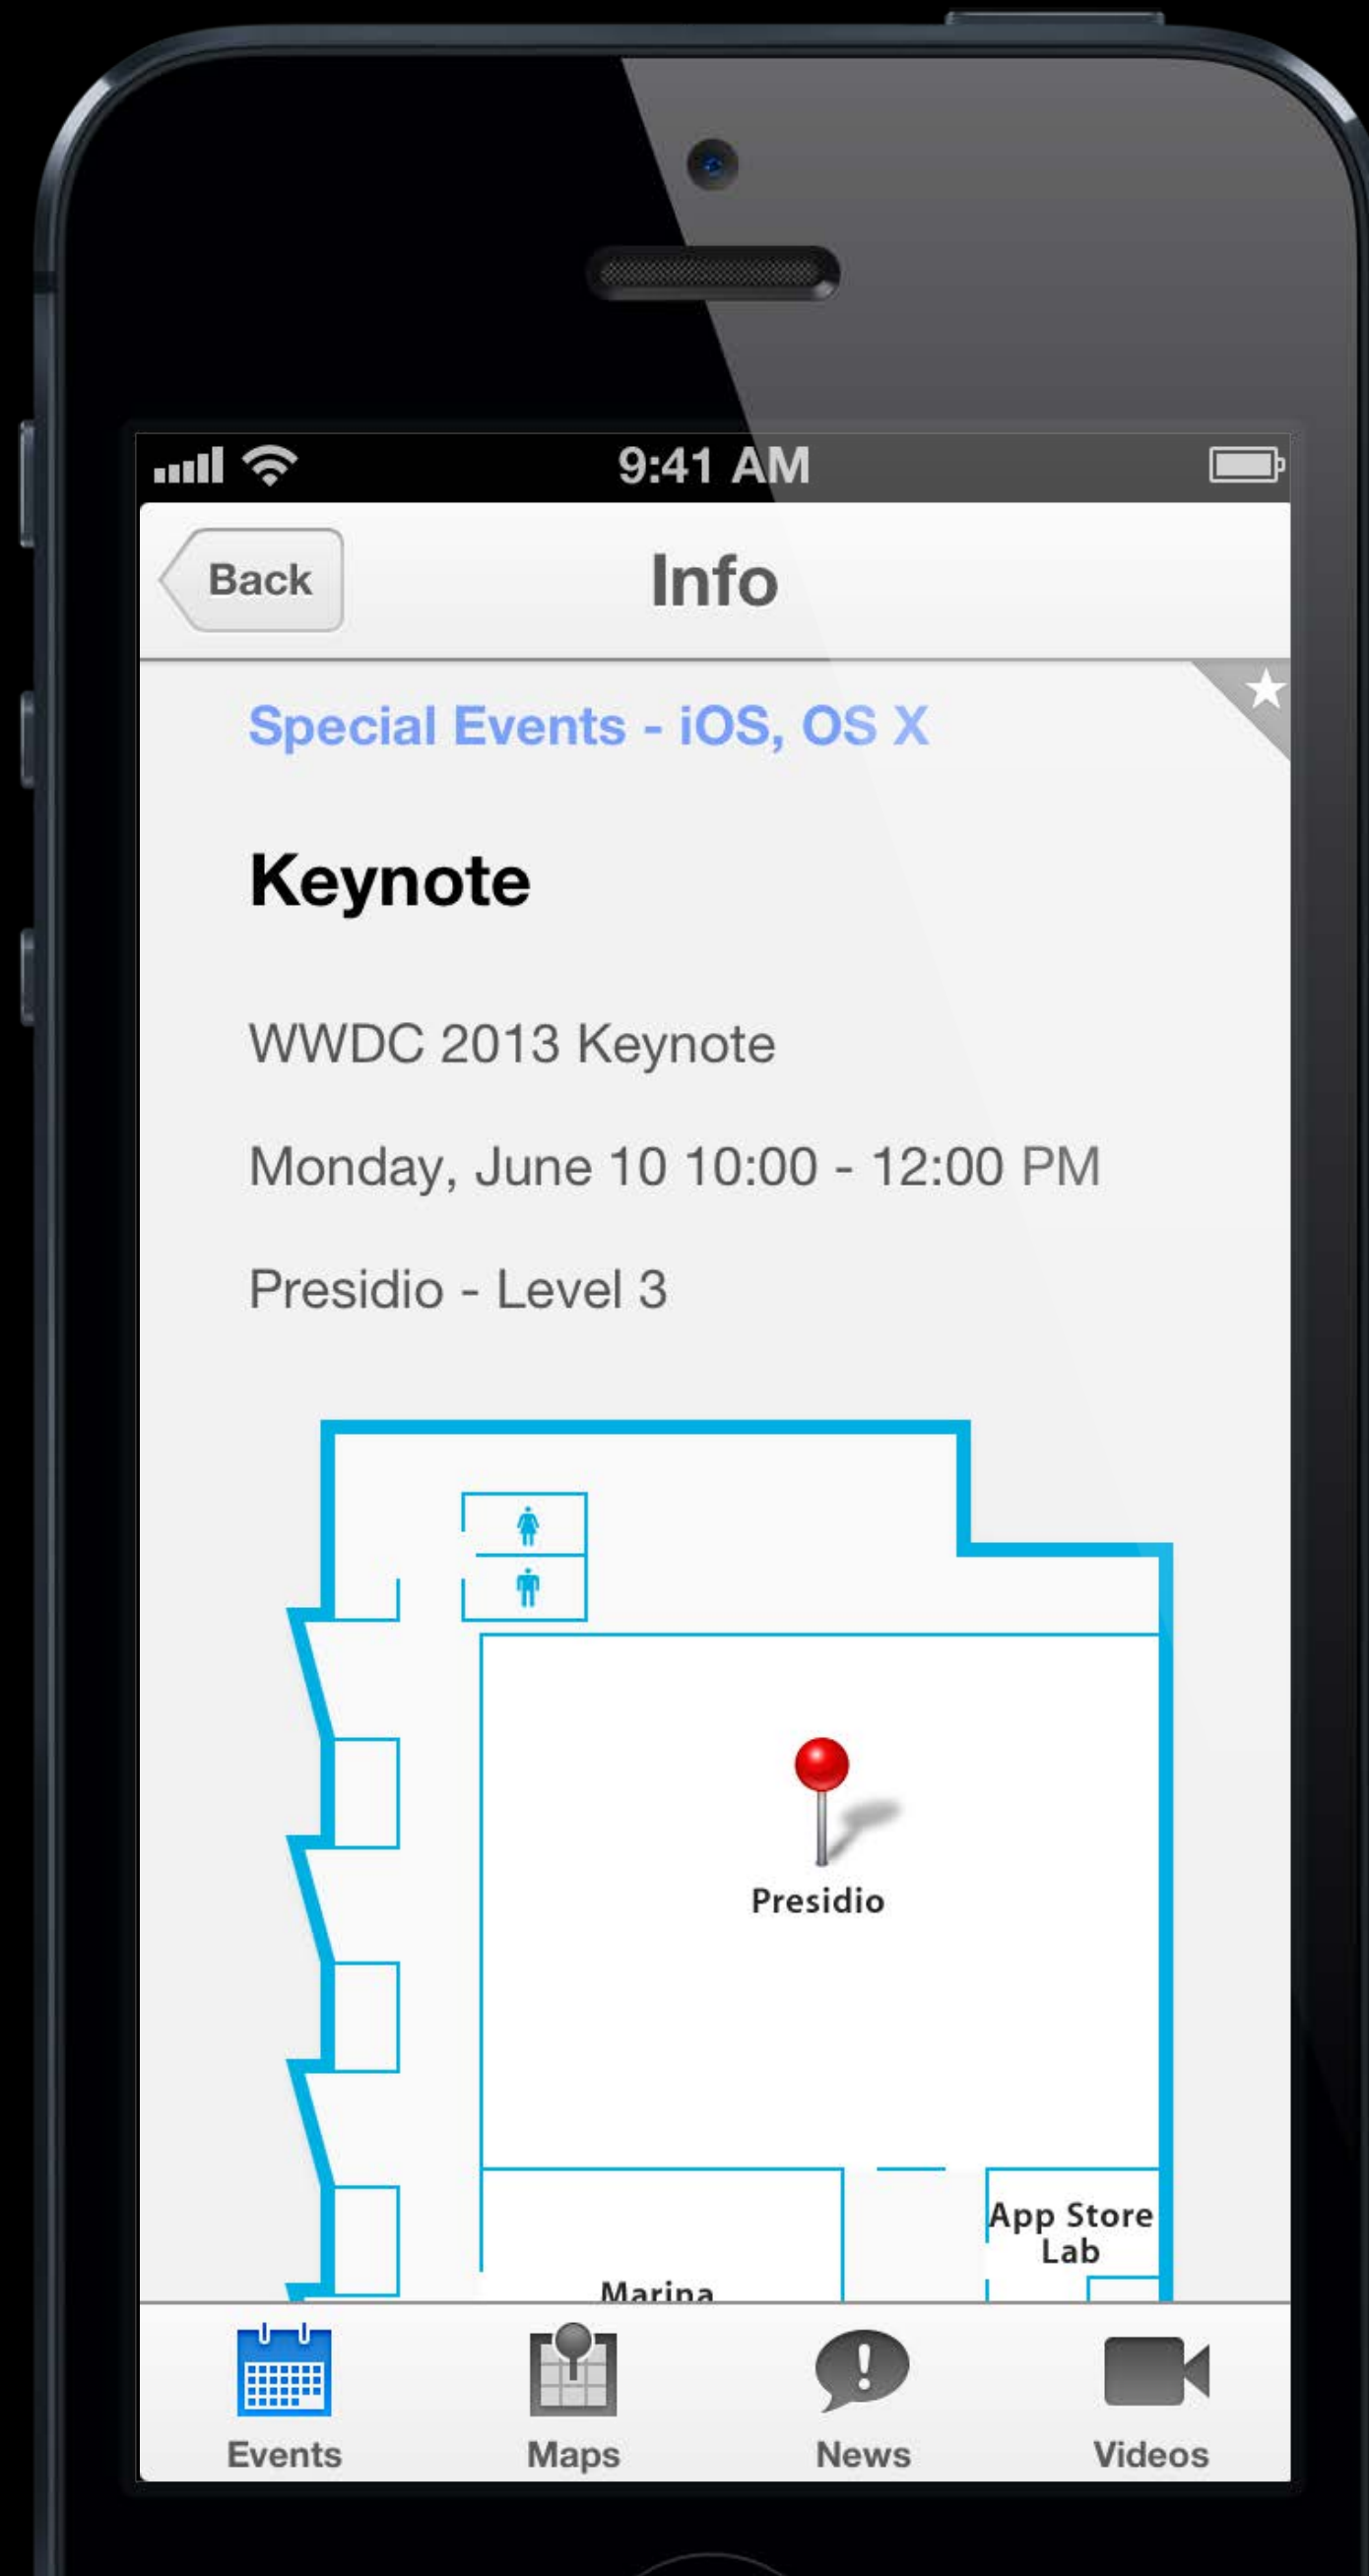 9:41 AM
Back
Info
Special Events - iOS, OS X
Keynote
WWDC 2013 Keynote
Monday, June 10 10:00 - 12:00 PM
Presidio - Level 3
Presidio
App Store
Lab
Marina
Events
Maps
News
Videos